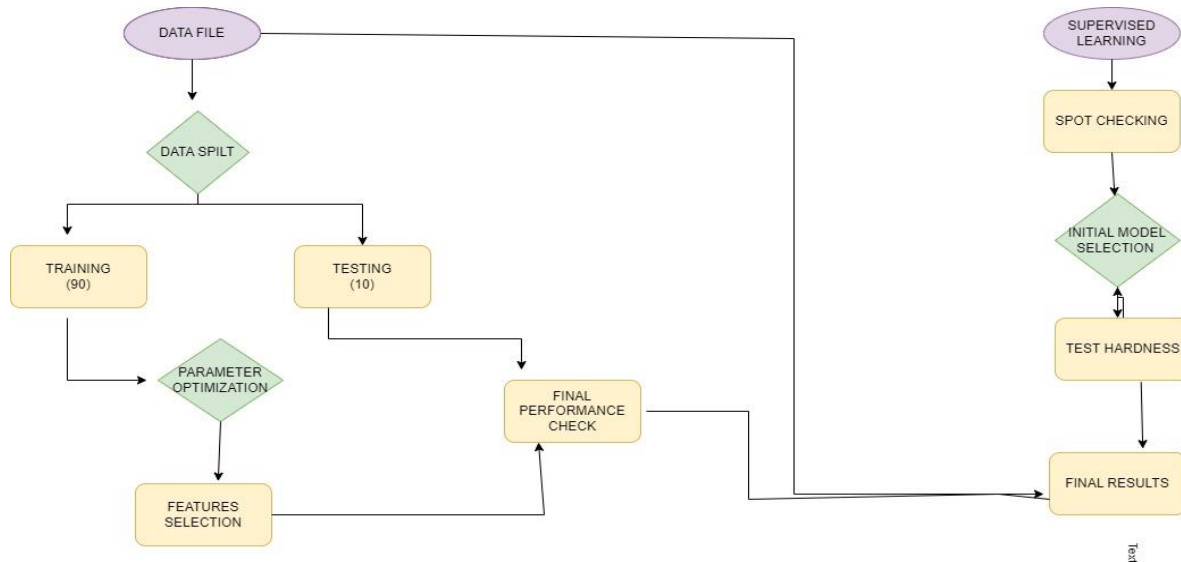 DATA FILE
DATA SPILT
TRAINING
(90)
TESTING
(10)
PARAMETER
OPTIMIZATION
FEATURES
SELECTION
FINAL
PERFORMANCE
CHECK
SUPERVISED
LEARNING
SPOT CHECKING
INITIAL MODEL
SELECTION
TEST HARDNESS
FINAL RESULTS
Text